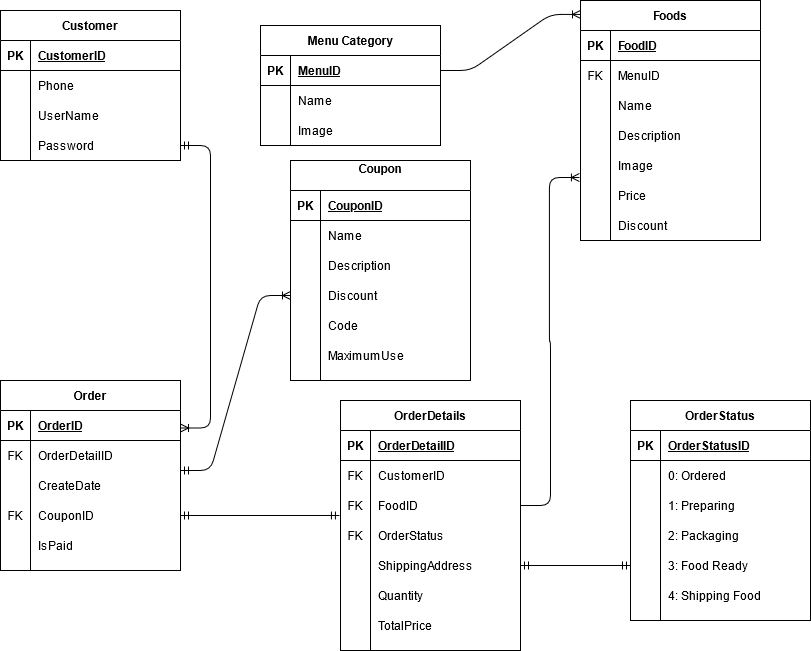 Customer
PK CustomerID
Phone
UserName
Password
Menu Category
PK MenuID
Name
Image
Foods
PK FoodID
FK MenuID
Name
Description
Image
Price
Discount
Coupon
PK CouponID
Name
Description
Discount
Code
MaximumUse
Order
PK OrderID
FK OrderDetailID
CreateDate
FK CouponID
IsPaid
OrderDetails
PK OrderDetailID
FK CustomerID
FK FoodID
FK OrderStatus
ShippingAddress
Quantity
TotalPrice
OrderStatus
PK OrderStatusID
0: Ordered
1: Preparing
2: Packaging
3: Food Ready
4: Shipping Food